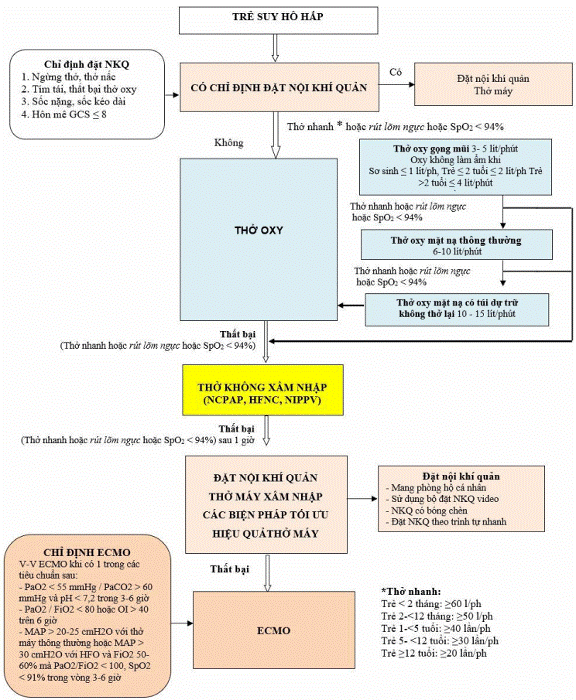 TRẺ SUY HÔ HẤP
Chỉ định đặt NKQ
1. Ngừng thở, thở nấc
2. Tim tái, thất bại thở oxy
3. Sốc nặng, sốc kéo dài
4. Hôn mê GCS ≤ 8
CÓ CHỈ ĐỊNH ĐẶT NỘI KHÍ QUẢN
Có
Đặt nội khí quản
Thở máy
Không
Thở nhanh * hoặc rút lõm ngực hoặc SpO2 < 94%
THỞ OXY
Thở oxy gọng mũi 3- 5 lít/phút
Oxy không làm ấm khí
Sơ sinh ≤ 1 lít/ph, Trẻ ≤ 2 tuổi ≤ 2 lít/ph Trẻ
>2 tuổi ≤ 4 lít/phút
Thở nhanh hoặc rút lõm ngực
hoặc SpO2 < 94%
Thở oxy mặt nạ thông thường
6-10 lít/phút
Thở nhanh hoặc rút lõm ngực
hoặc SpO2 < 94%
Thở oxy mặt nạ có túi dự trữ
không thở lại 10 - 15 lít/phút
Thất bại
(Thở nhanh hoặc rút lõm ngực hoặc SpO2 < 94%)
THỞ KHÔNG XÂM NHẬP
(NCPAP, HFNC, NIPPV)
Thất bại
(Thở nhanh hoặc rút lõm ngực hoặc SpO2 < 94%) sau 1 giờ
ĐẶT NỘI KHÍ QUẢN
THỞ MÁY XÂM NHẬP
CÁC BIỆN PHÁP TỐI ƯU
HIỆU QUẢTHỞ MÁY
Đặt nội khí quản
- Mang phòng hộ cá nhân
- Sử dụng bộ đặt NKQ video
- NKQ có bóng chèn
- Đặt NKQ theo trình tự nhanh
Thất bại
CHỈ ĐỊNH ECMO
V-V ECMO khi có 1 trong các
tiêu chuẩn sau:
- PaO2 < 55 mmHg / PaCO2 > 60
mmHg và pH < 7,2 trong 3-6 giờ
- PaO2 / FiO2 < 80 hoặc OI > 40
trên 6 giờ
- MAP > 20-25 cmH2O với thở
máy thông thường hoặc MAP >
30 cmH2O với HFO và FiO2 50-
60% mà PaO2/FiO2 < 100, SpO2
< 91% trong vòng 3-6 giờ
ECMO
*Thở nhanh:
Trẻ < 2 tháng: ≥60 l/ph
Trẻ 2-<12 tháng: ≥50 l/ph
Trẻ 1-<5 tuổi: ≥40 lần/ph
Trẻ 5- <12 tuổi: ≥30 lần/ph
Trẻ ≥12 tuổi: ≥20 lần/ph